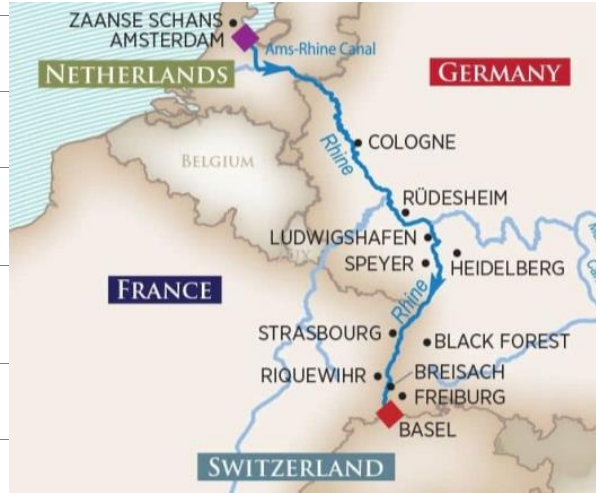 ZAANSE SCHANS
AMSTERDAM
Ams-Rhine Canal
NETHERLANDS
GERMANY
BELGIUM
Rhine
COLOGNE
RÜDESHEIM
LUDWIGSHAFEN
SPEYER
HEIDELBERG
LUX
FRANCE
Rhine
STRASBOURG
BLACK FOREST
RIQUEWIHR
BREISACH
FREIBURG
BASEL
SWITZERLAND